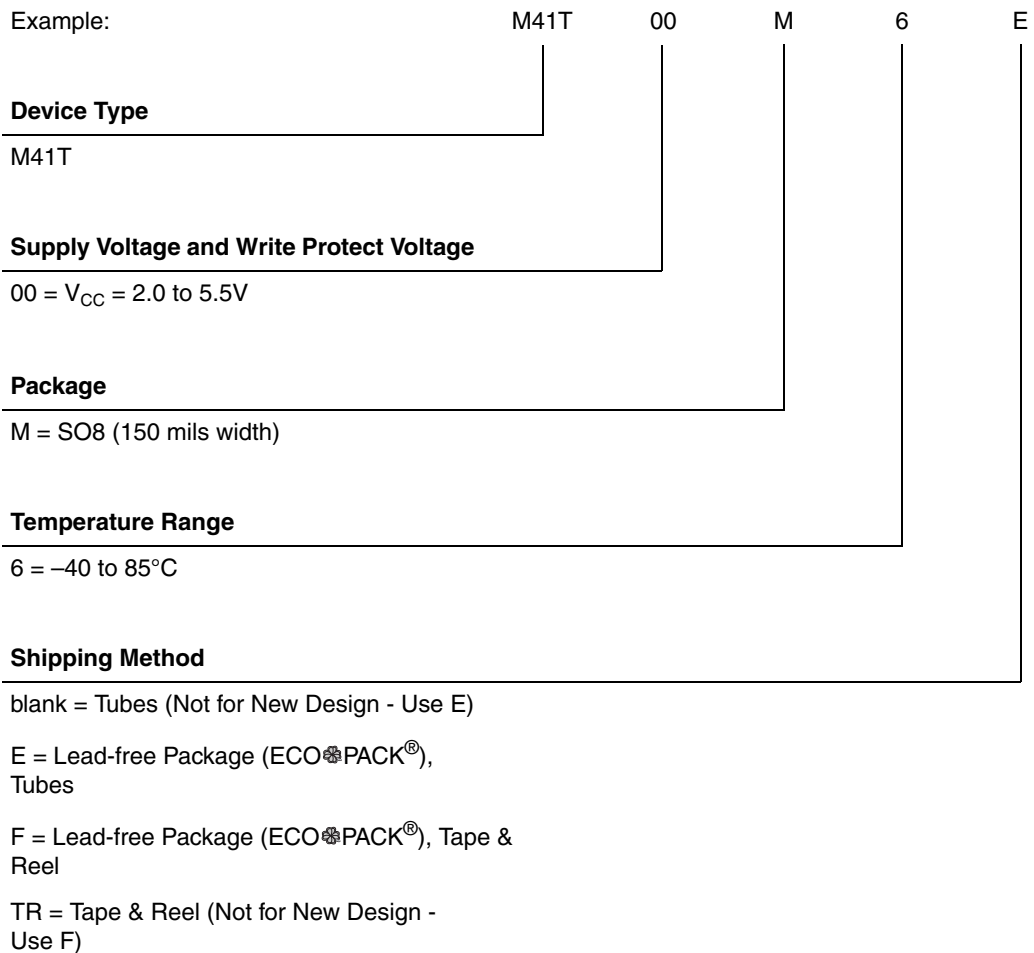 Example: M41T 00 M 6 E
Device Type
M41T
Supply Voltage and Write Protect Voltage
00 = VCC = 2.0 to 5.5V
Package
M = SO8 (150 mils width)
Temperature Range
6 = –40 to 85°C
Shipping Method
blank = Tubes (Not for New Design - Use E)
E = Lead-free Package (ECO PACK®),
Tubes
F = Lead-free Package (ECO PACK®), Tape &
Reel
TR = Tape & Reel (Not for New Design -
Use F)